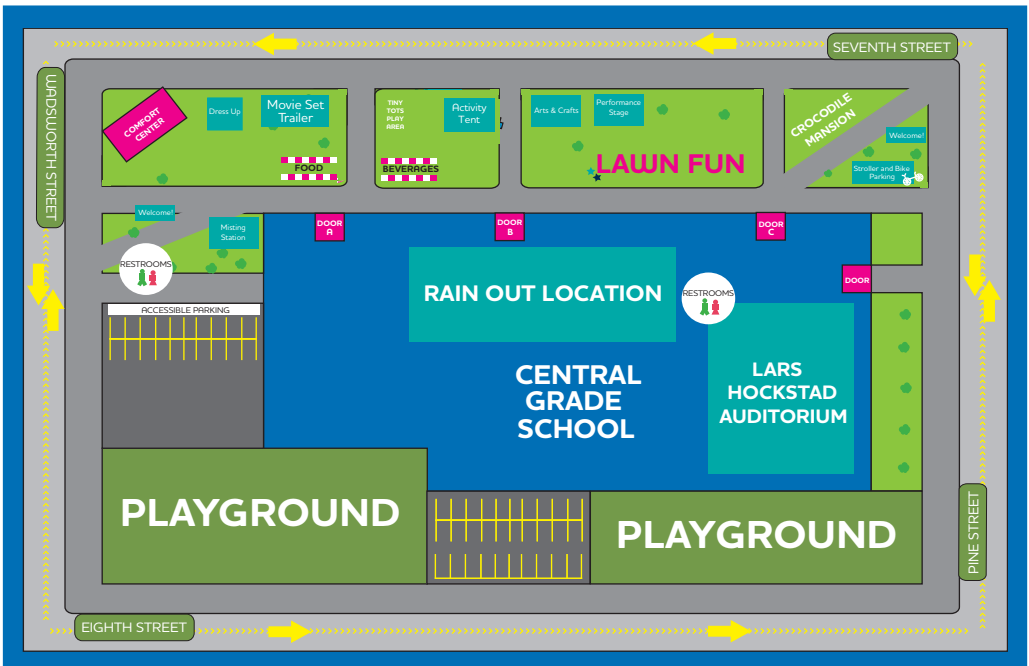 SEVENTH STREET
WADSWORTH STREET
COMFORT
CENTER
Dress Up
Movie Set
Trailer
FOOD
TINY
TOTS
PLAY
AREA
Activity
Tent
BEVERAGES
Arts & Crafts
Performance
Stage
LAWN FUN
CROCODILE
MANSION
Welcome!
Stroller and Bike
Parking
Welcome!
Misting
Station
RESTROOMS
DOOR
A
DOOR
B
DOOR
C
DOOR
RAIN OUT LOCATION
RESTROOMS
ACCESSIBLE PARKING
CENTRAL
GRADE
SCHOOL
LARS
HOCKSTAD
AUDITORIUM
PLAYGROUND
PLAYGROUND
PINE STREET
EIGHTH STREET